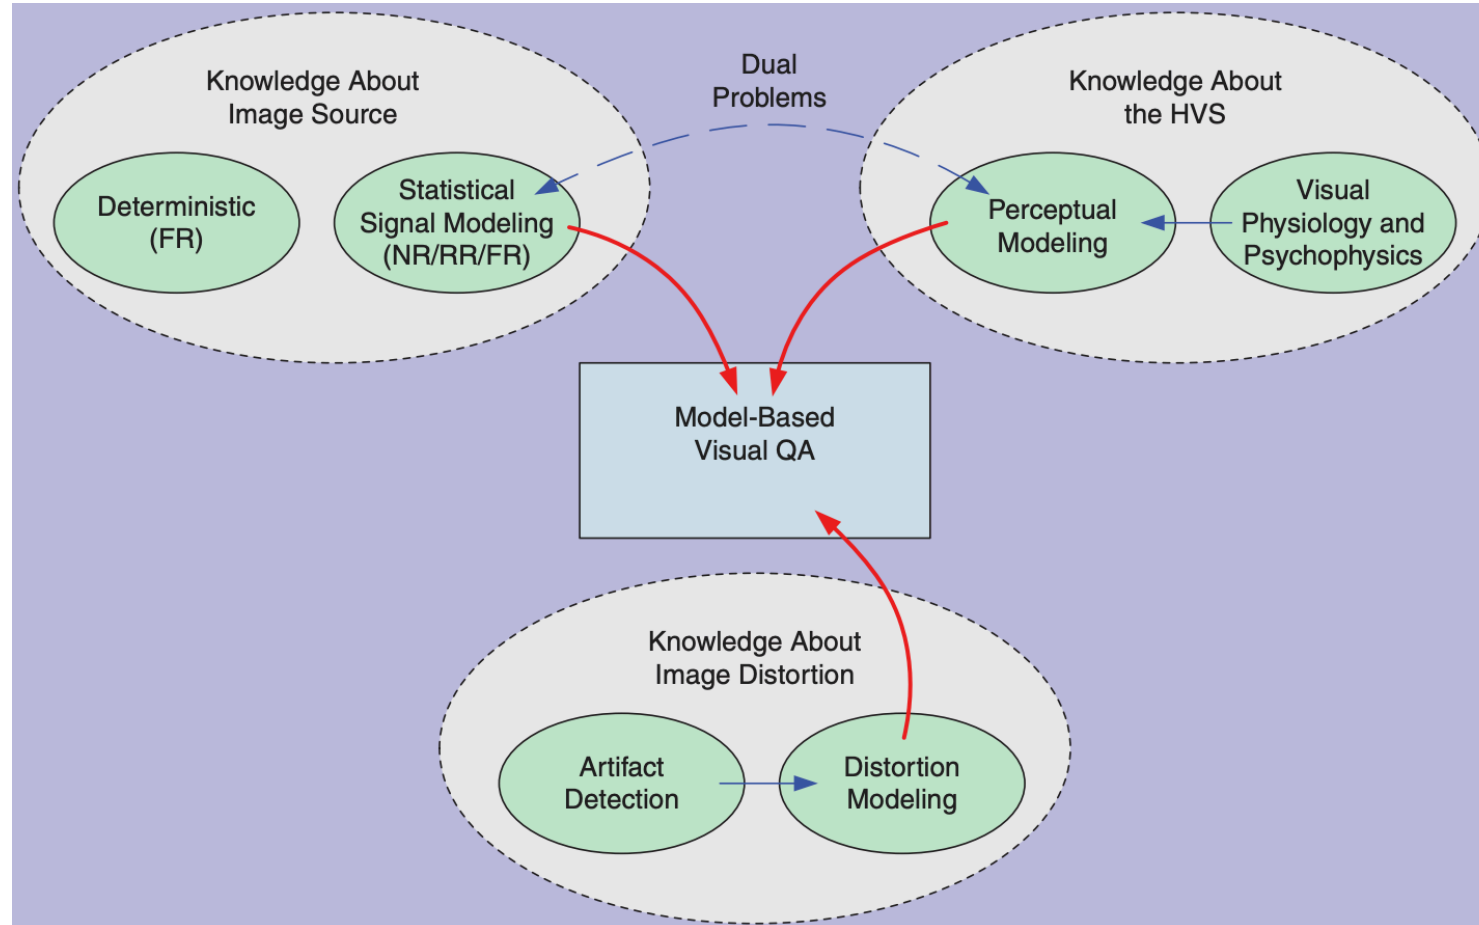 Knowledge About
Image Source
Deterministic
(FR)
Statistical
Signal Modeling
(NR/RR/FR)
Dual
Problems
Knowledge About
the HVS
Perceptual
Modeling
Visual
Physiology and
Psychophysics
Model-Based
Visual QA
Knowledge About
Image Distortion
Artifact
Detection
Distortion
Modeling